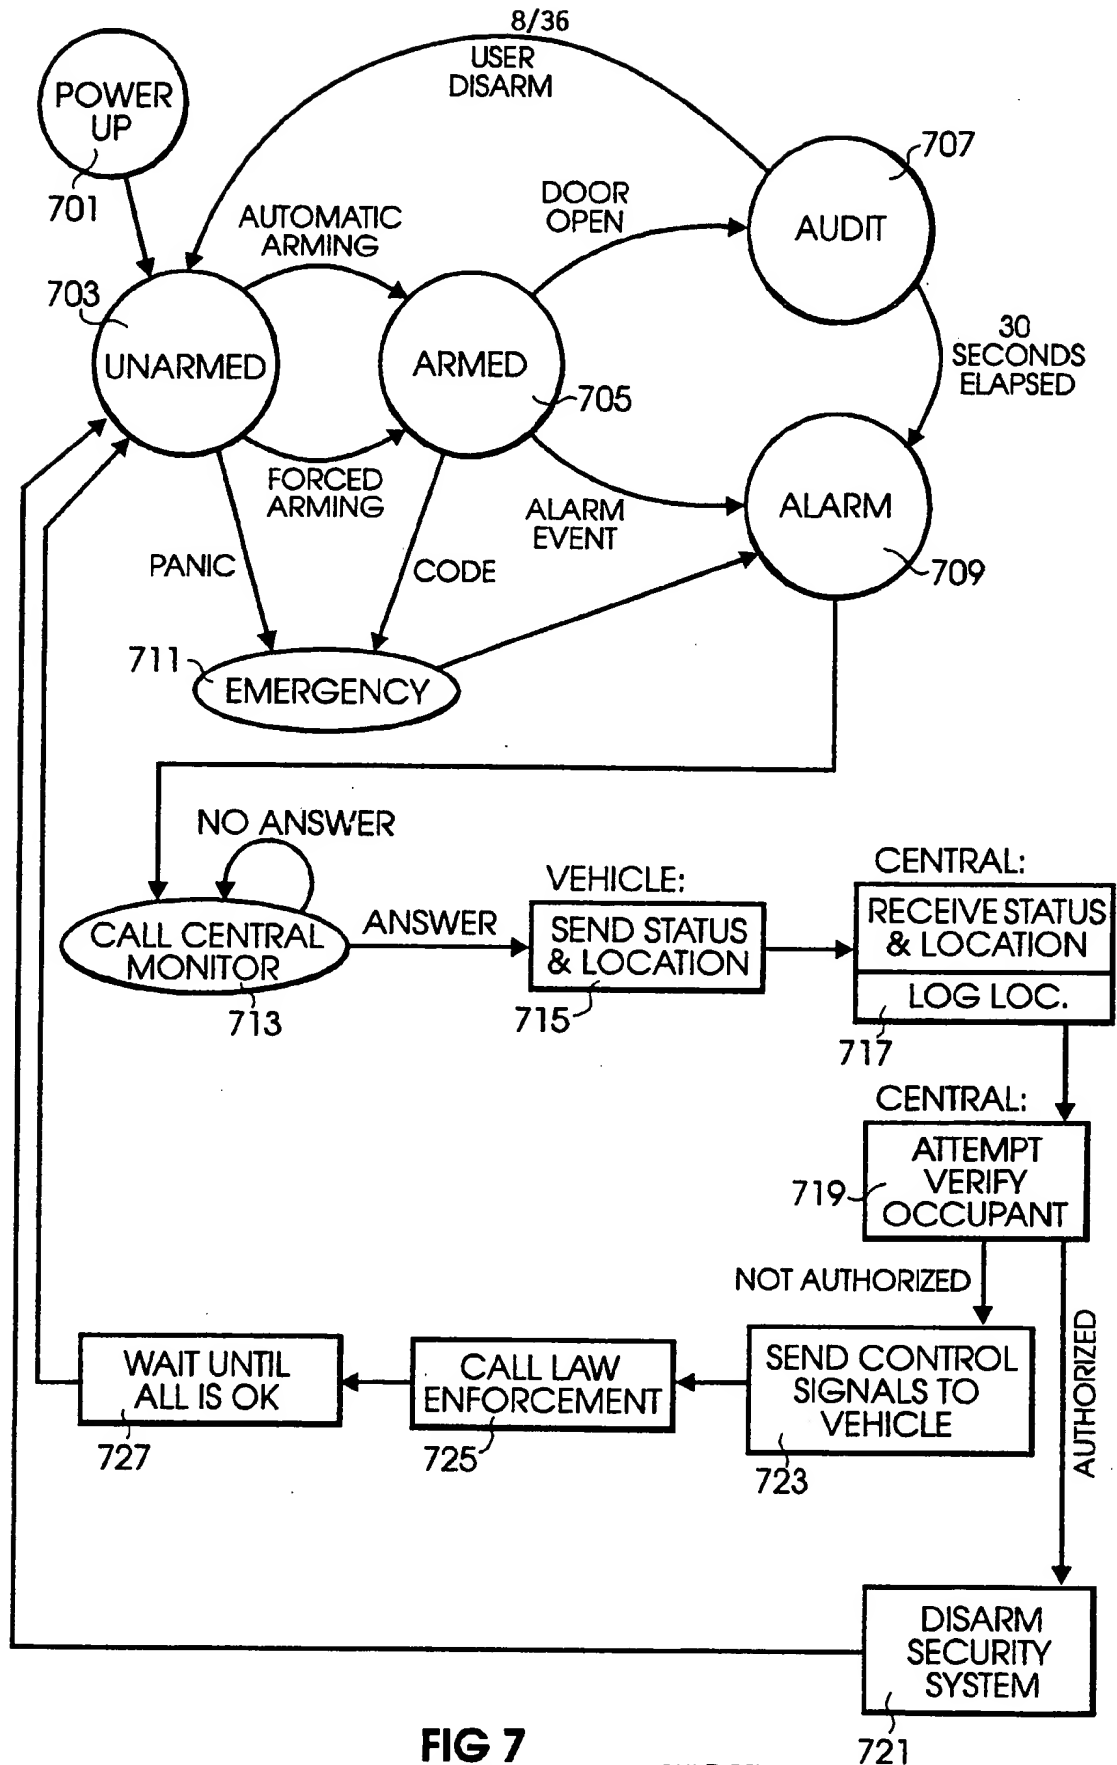 8/36
USER
DISARM
POWER
UP
701
707
AUDIT
DOOR
OPEN
AUTOMATIC
ARMING
703
UNARMED
ARMED
705
30
SECONDS
ELAPSED
FORCED
ARMING
ALARM
EVENT
ALARM
709
PANIC
CODE
711
EMERGENCY
NO ANSWER
CALL CENTRAL
MONITOR
713
ANSWER
VEHICLE:
SEND STATUS
& LOCATION
715
CENTRAL:
RECEIVE STATUS
& LOCATION
LOG LOC.
717
CENTRAL:
ATTEMPT
VERIFY
OCCUPANT
719
NOT AUTHORIZED
AUTHORIZED
WAIT UNTIL
ALL IS OK
727
CALL LAW
ENFORCEMENT
725
SEND CONTROL
SIGNALS TO
VEHICLE
723
DISARM
SECURITY
SYSTEM
721
FIG 7